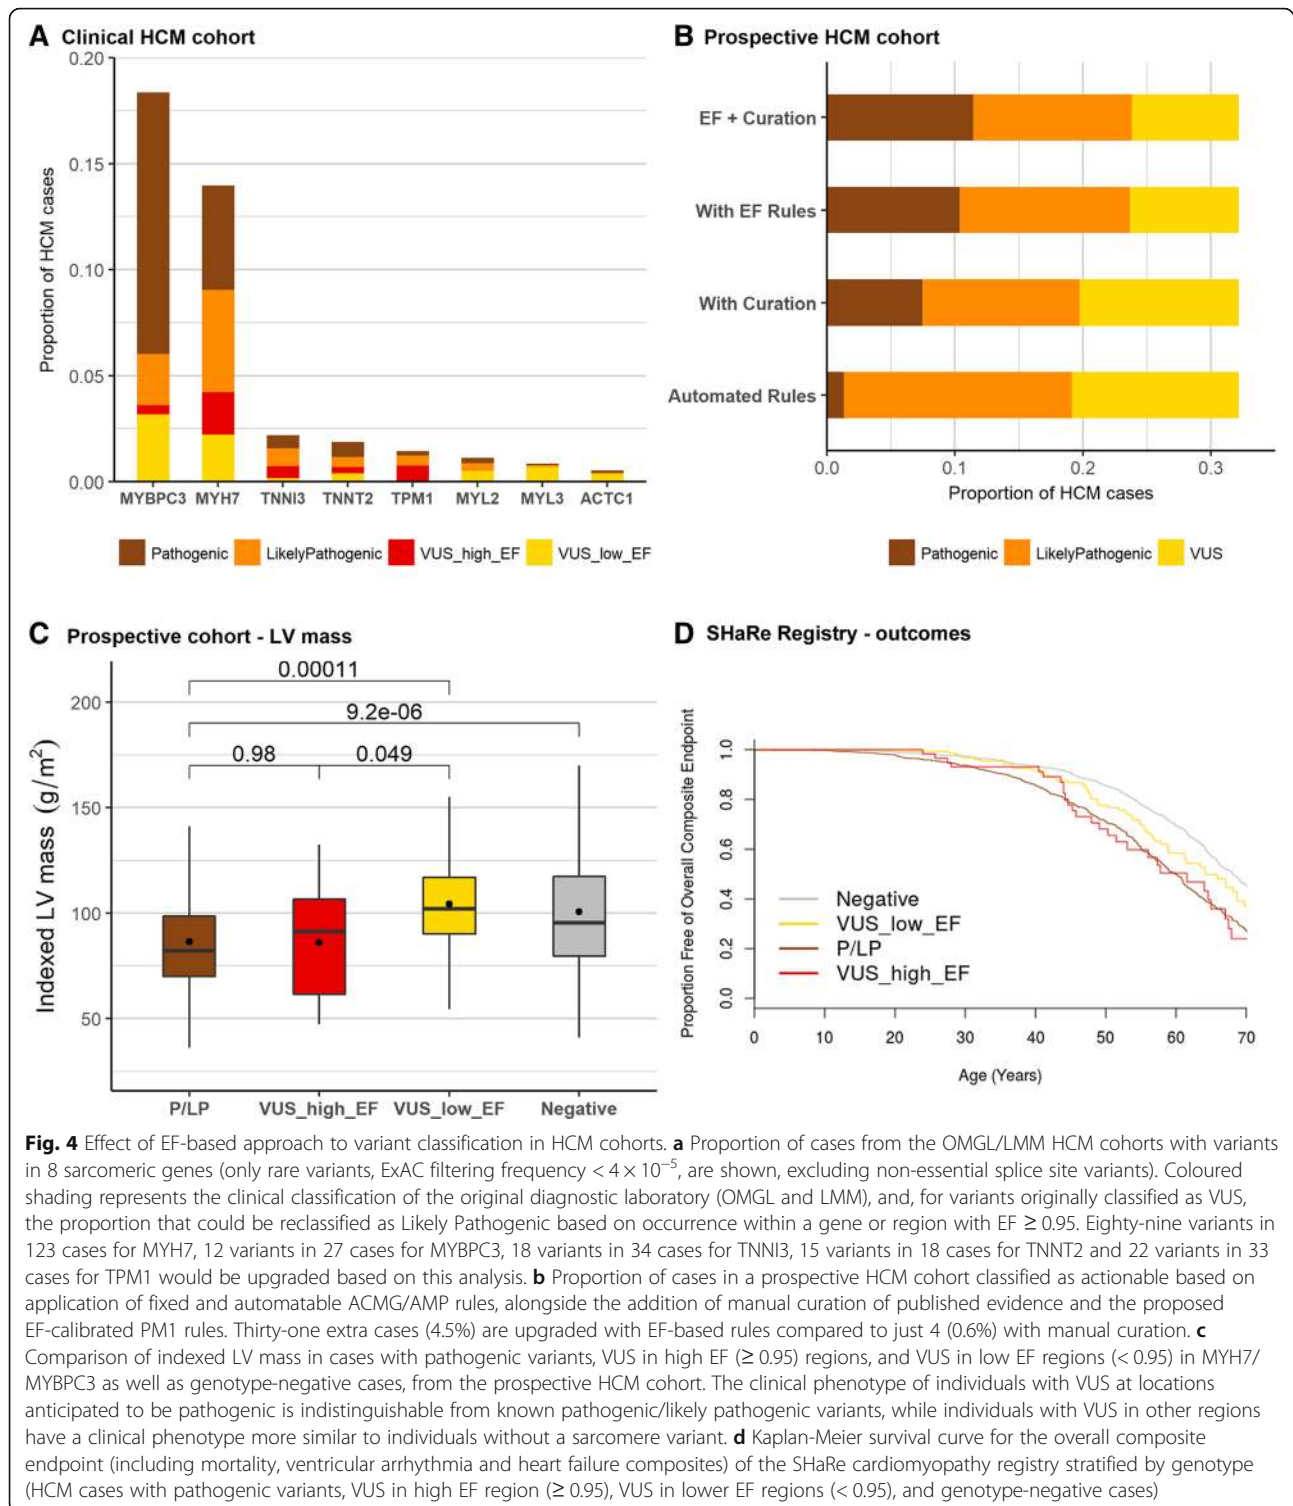 A Clinical HCM cohort
Proportion of HCM cases
0.20
0.15
0.10
0.05
0.00
MYBPC3 MYH7 TNNI3 TNNT2 TPM1 MYL2 MYL3 ACTC1
Pathogenic LikelyPathogenic VUS_high_EF VUS_low_EF
B Prospective HCM cohort
EF + Curation
With EF Rules
With Curation
Automated Rules
0.0 0.1 0.2 0.3
Proportion of HCM cases
Pathogenic LikelyPathogenic VUS
C Prospective cohort - LV mass
Indexed LV mass (g/m²)
200
150
100
50
0.00011
9.2e-06
0.98 0.049
P/LP VUS_high_EF VUS_low_EF Negative
D SHaRe Registry - outcomes
Proportion Free of Overall Composite Endpoint
1.0
0.8
0.6
0.4
0.2
0.0
Negative
VUS_low_EF
P/LP
VUS_high_EF
0 10 20 30 40 50 60 70
Age (Years)
Fig. 4 Effect of EF-based approach to variant classification in HCM cohorts. a Proportion of cases from the OMGL/LMM HCM cohorts with variants
in 8 sarcomeric genes (only rare variants, ExAC filtering frequency < 4 × 10⁻⁵, are shown, excluding non-essential splice site variants). Coloured
shading represents the clinical classification of the original diagnostic laboratory (OMGL and LMM), and, for variants originally classified as VUS,
the proportion that could be reclassified as Likely Pathogenic based on occurrence within a gene or region with EF ≥ 0.95. Eighty-nine variants in
123 cases for MYH7, 12 variants in 27 cases for MYBPC3, 18 variants in 34 cases for TNNI3, 15 variants in 18 cases for TNNT2 and 22 variants in 33
cases for TPM1 would be upgraded based on this analysis. b Proportion of cases in a prospective HCM cohort classified as actionable based on
application of fixed and automatable ACMG/AMP rules, alongside the addition of manual curation of published evidence and the proposed
EF-calibrated PM1 rules. Thirty-one extra cases (4.5%) are upgraded with EF-based rules compared to just 4 (0.6%) with manual curation. c
Comparison of indexed LV mass in cases with pathogenic variants, VUS in high EF (≥ 0.95) regions, and VUS in low EF regions (< 0.95) in MYH7/
MYBPC3 as well as genotype-negative cases, from the prospective HCM cohort. The clinical phenotype of individuals with VUS at locations
anticipated to be pathogenic is indistinguishable from known pathogenic/likely pathogenic variants, while individuals with VUS in other regions
have a clinical phenotype more similar to individuals without a sarcomere variant. d Kaplan-Meier survival curve for the overall composite
endpoint (including mortality, ventricular arrhythmia and heart failure composites) of the SHaRe cardiomyopathy registry stratified by genotype
(HCM cases with pathogenic variants, VUS in high EF region (≥ 0.95), VUS in lower EF regions (< 0.95), and genotype-negative cases)